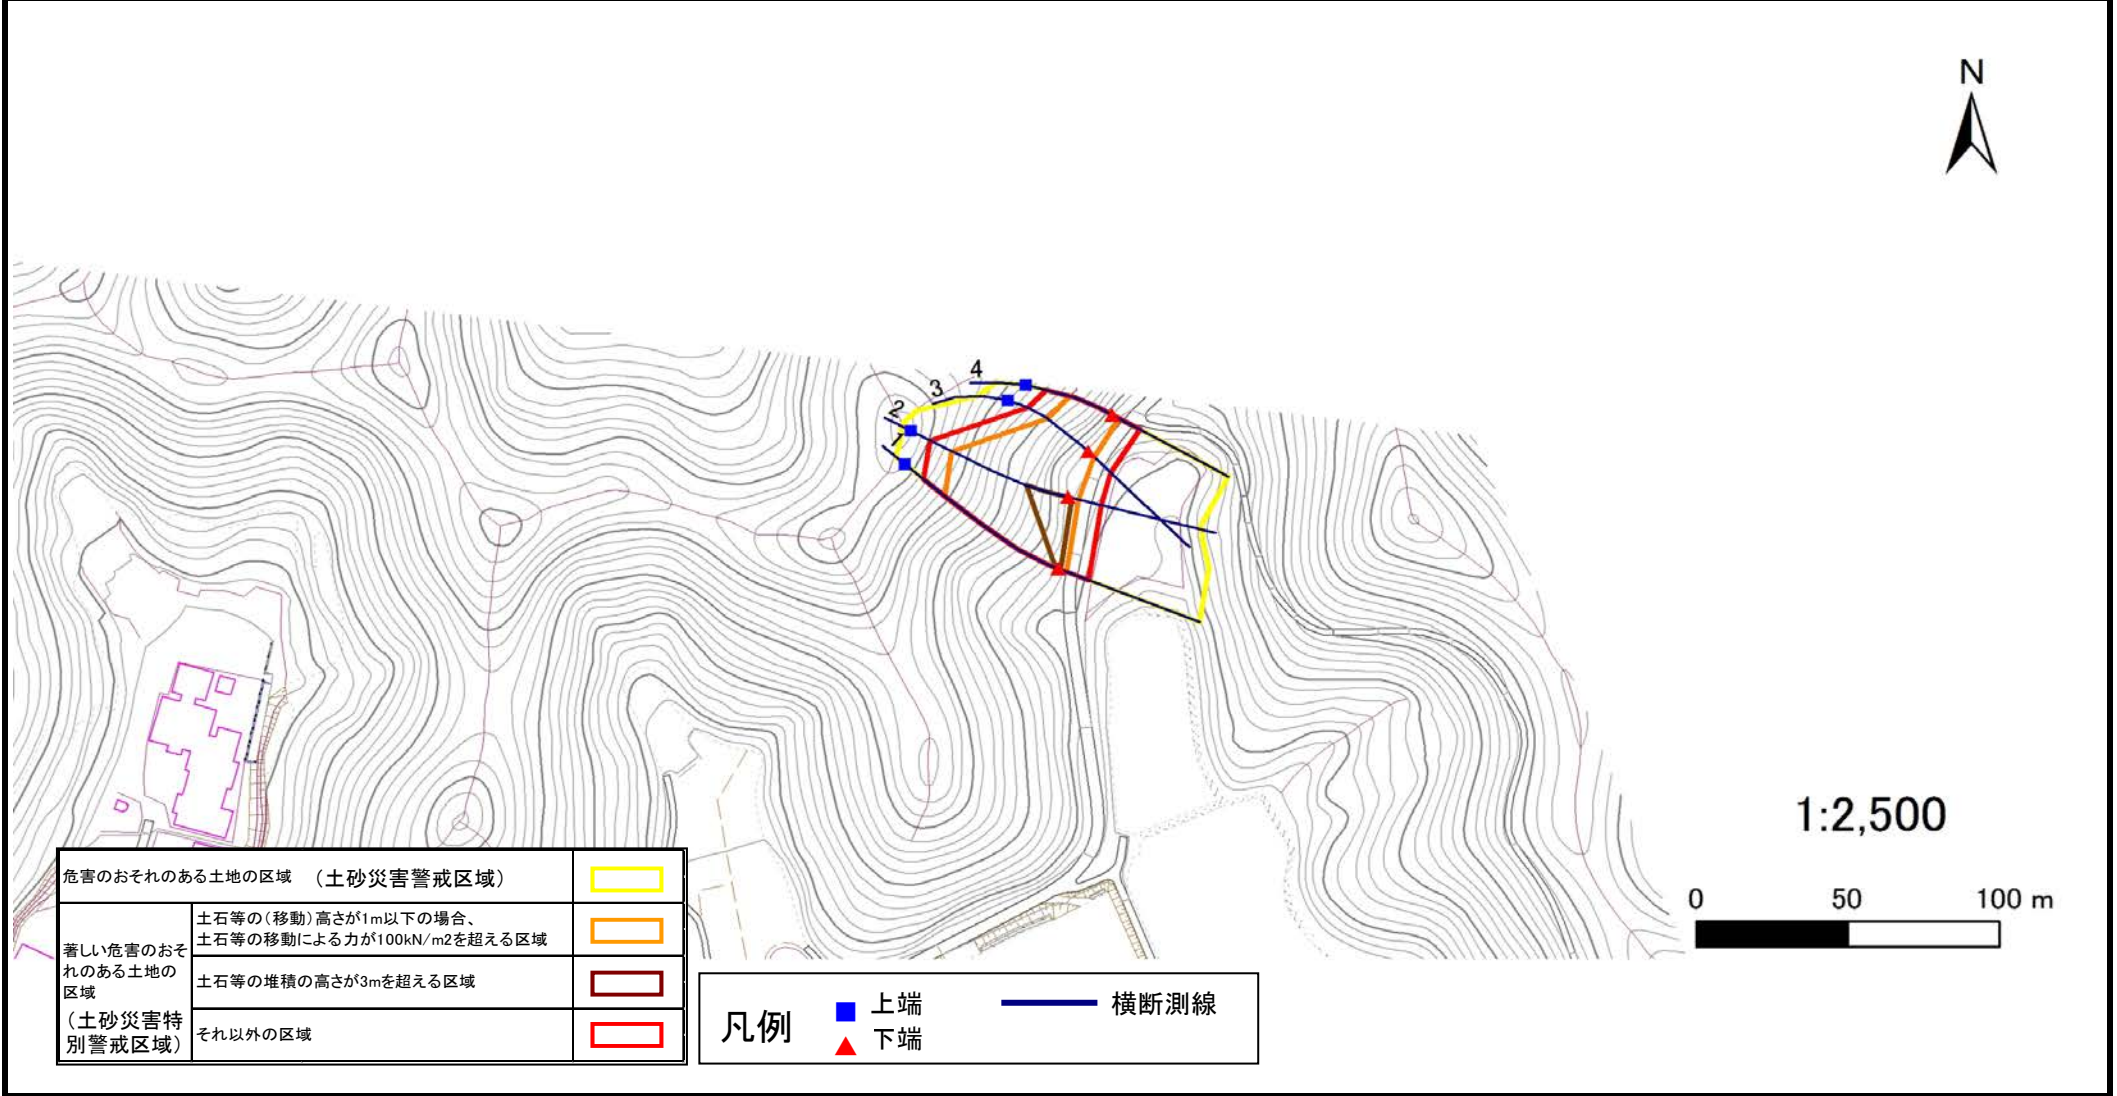 N
4
3
2
1
1:2,500
0 50 100 m
危害のおそれのある土地の区域 （土砂災害警戒区域）
著しい危害のおそ
れのある土地の
区域
（土砂災害特
別警戒区域）
土石等の（移動）高さが1m以下の場合、
土石等の移動による力が100kN/m2を超える区域
土石等の堆積の高さが3mを超える区域
それ以外の区域
凡例
上端
下端
横断測線